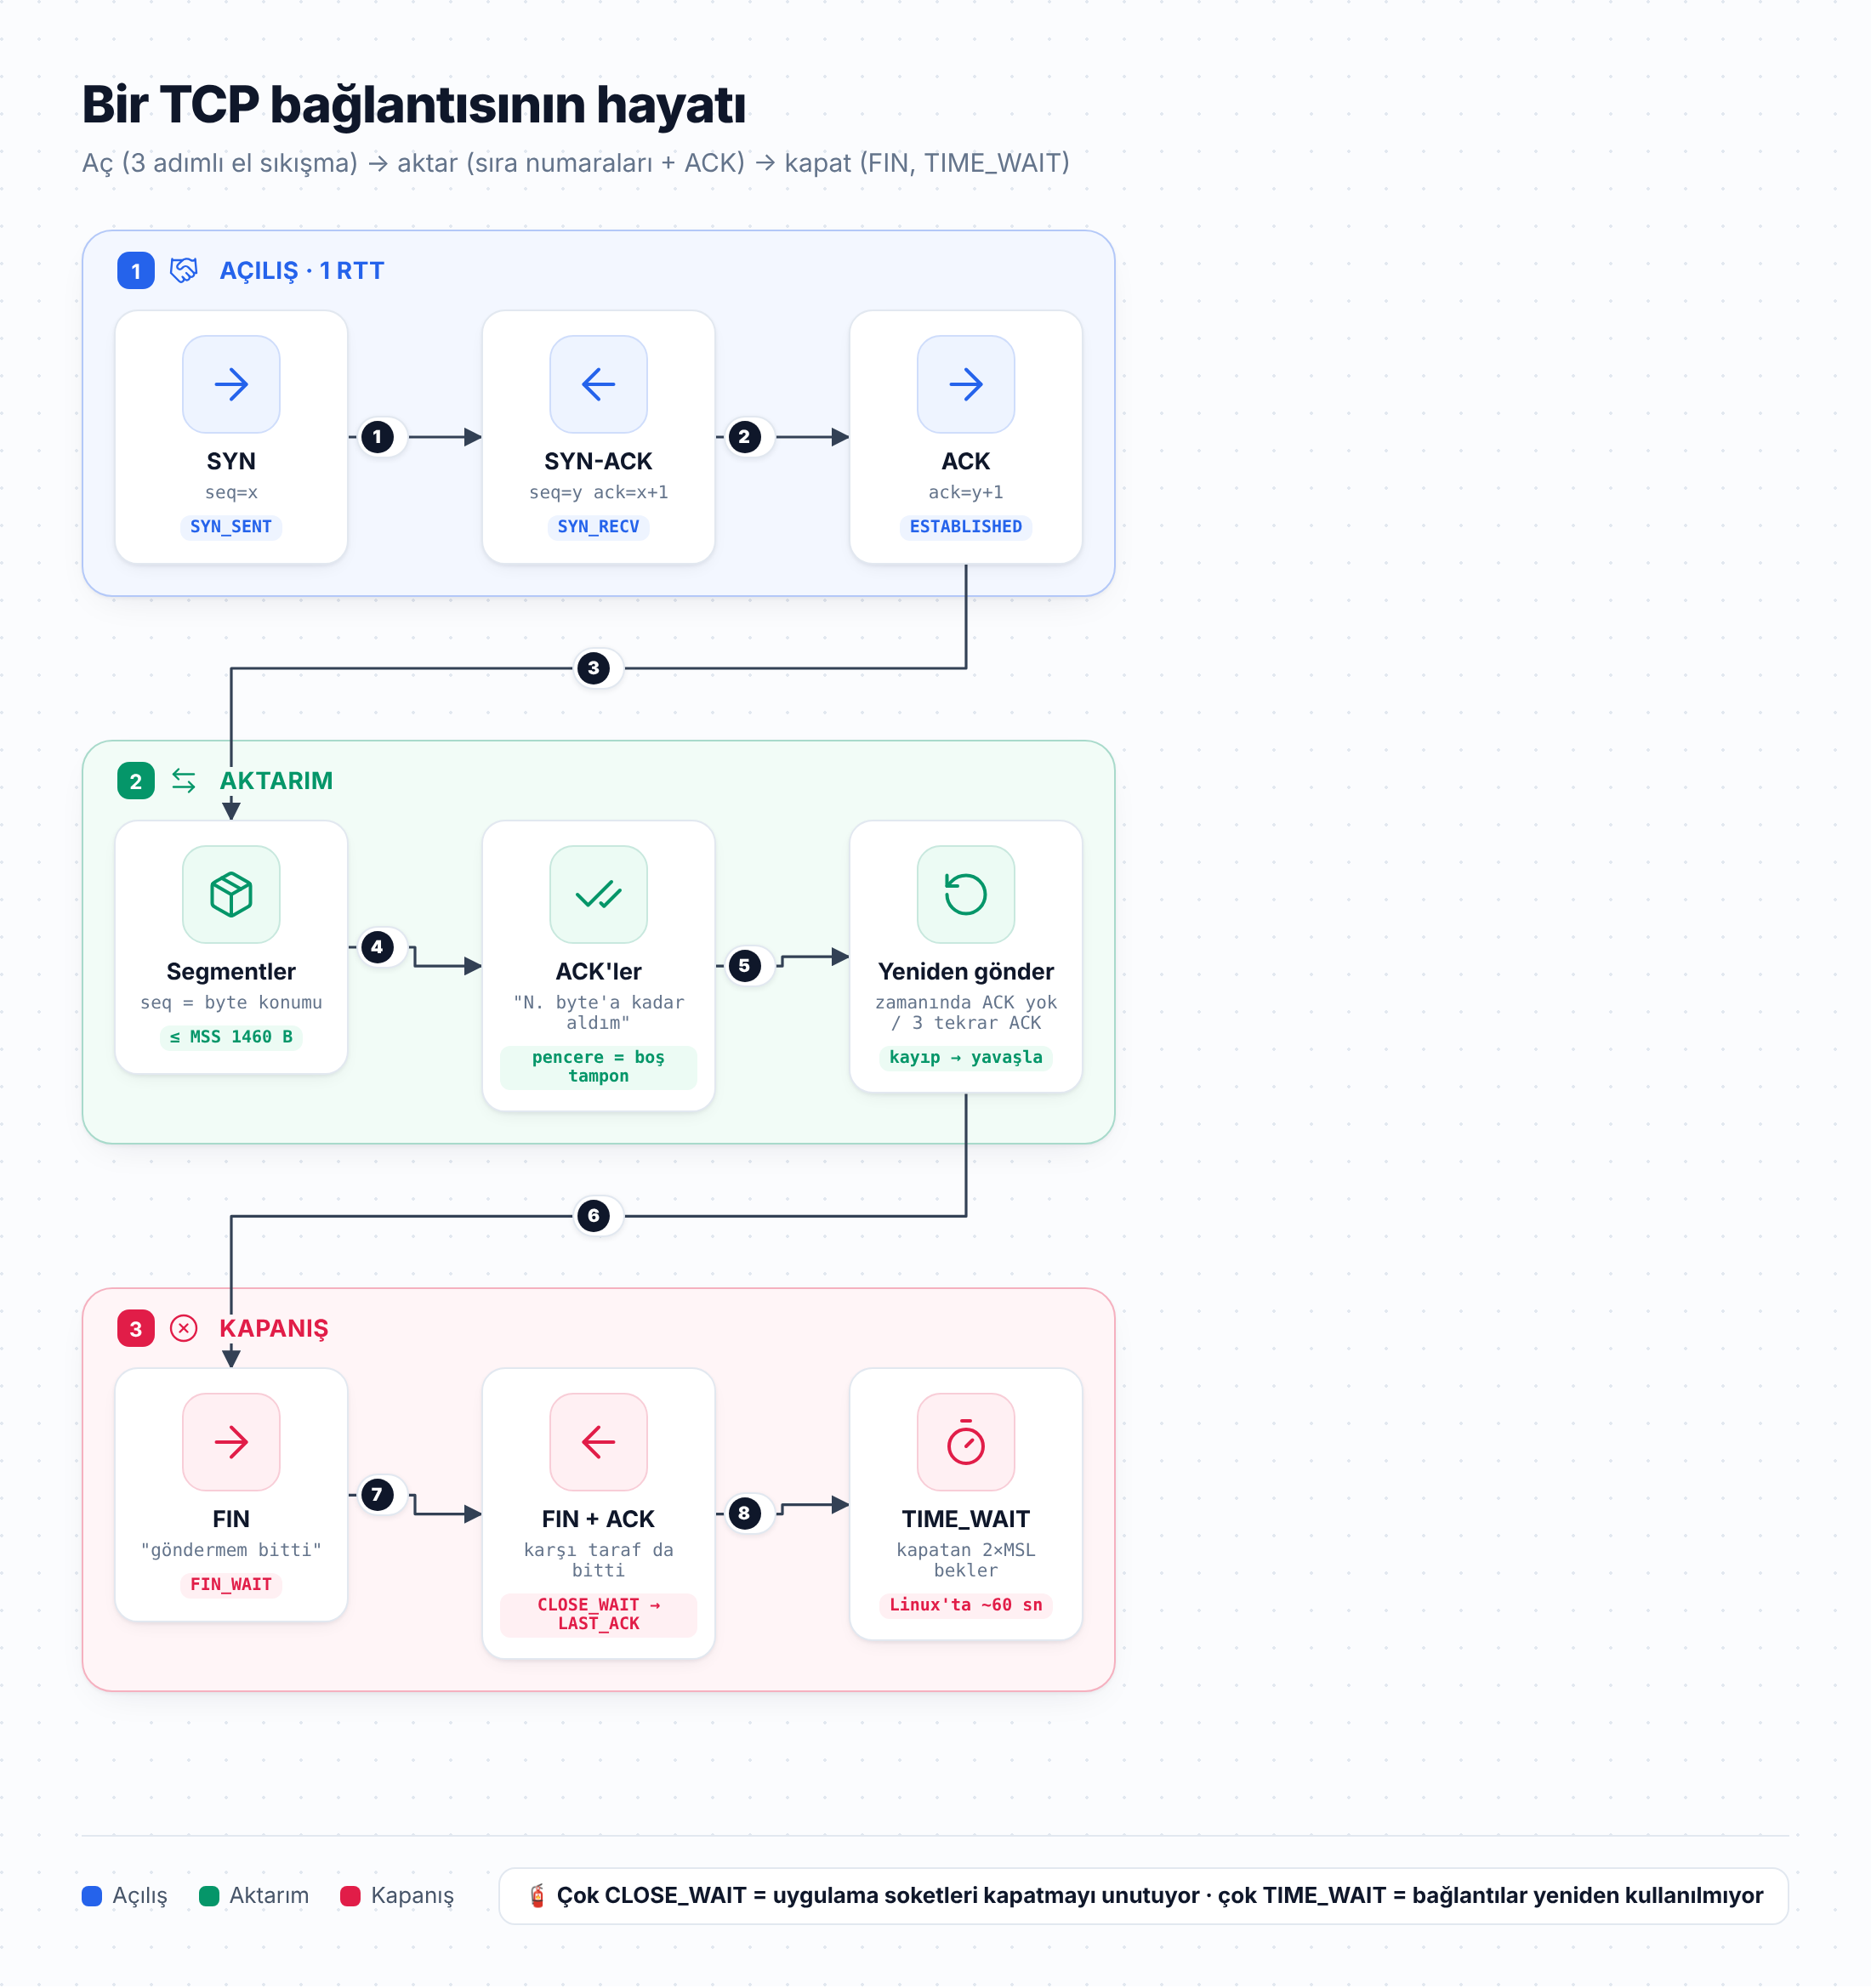 Bir TCP bağlantısının hayatı
Aç (3 adımlı el sıkışma) → aktar (sıra numaraları + ACK) → kapat (FIN, TIME_WAIT)
1 AÇILIŞ · 1 RTT
SYN
seq=x
SYN_SENT
1
SYN-ACK
seq=y ack=x+1
SYN_RECV
2
ACK
ack=y+1
ESTABLISHED
3
2 AKTARIM
Segmentler
seq = byte konumu
≤ MSS 1460 B
4
ACK'ler
"N. byte'a kadar
aldım"
pencere = boş
tampon
5
Yeniden gönder
zamanında ACK yok
/ 3 tekrar ACK
kayıp → yavaşla
6
3 KAPANIŞ
FIN
"göndermem bitti"
FIN_WAIT
7
FIN + ACK
karşı taraf da
bitti
CLOSE_WAIT →
LAST_ACK
8
TIME_WAIT
kapatan 2×MSL
bekler
Linux'ta ~60 sn
Açılış
Aktarım
Kapanış
🧯 Çok CLOSE_WAIT = uygulama soketleri kapatmayı unutuyor · çok TIME_WAIT = bağlantılar yeniden kullanılmıyor